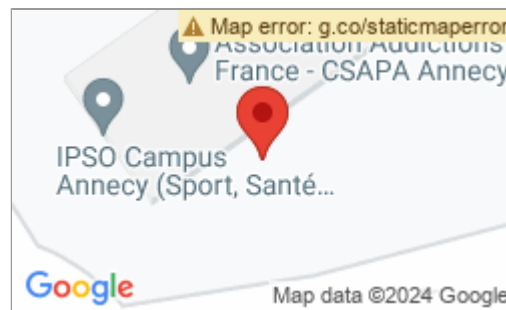 Map error: g.co/staticmaperror
Association Addictions
France - CSAPA Annecy
IPSO Campus
Annecy (Sport, Santé...
Google
Map data ©2024 Google